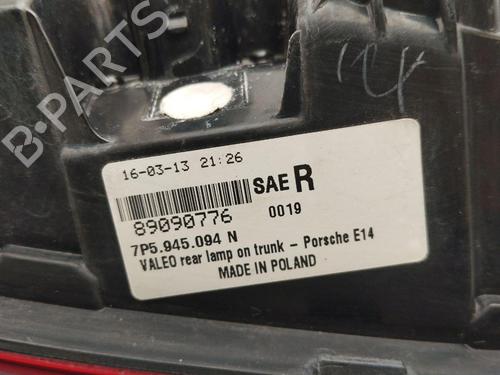 B-PARTS
16-03-13 21:26
SAE R
89090776
0019
7P5.945.094 N
VALEO rear lamp on trunk – Porsche E14
MADE IN POLAND